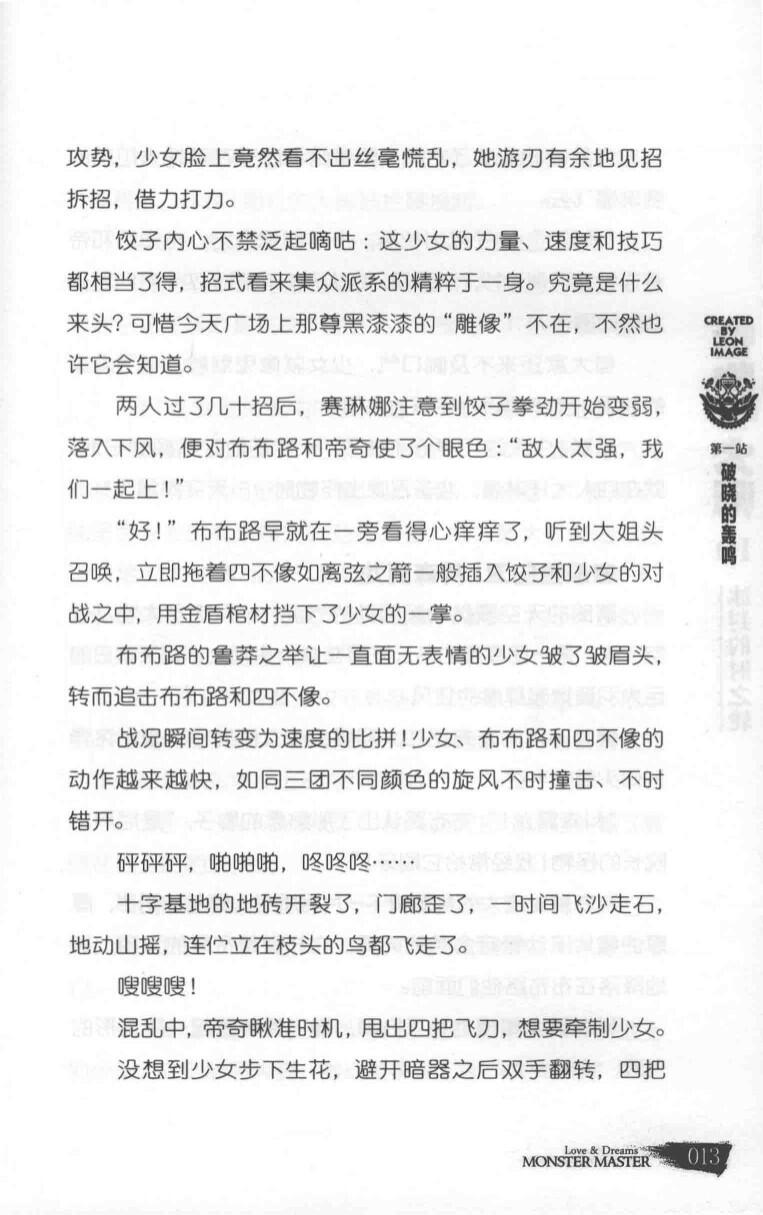 攻势，少女脸上竟然看不出丝毫慌乱，她游刃有余地见招
拆招，借力打力。
饺子内心不禁泛起嘀咕：这少女的力量、速度和技巧
都相当了得，招式看来集众派系的精粹于一身。究竟是什么
来头？可惜今天广场上那尊黑漆漆的“雕像”不在，不然也
许它会知道。
两人过了几十招后，赛琳娜注意到饺子拳劲开始变弱，
落入下风，便对布布路和帝奇使了个眼色：“敌人太强，我
们一起上！”
“好！”布布路早就在一旁看得心痒痒了，听到大姐头
召唤，立即拖着四不像如离弦之箭一般插入饺子和少女的对
战之中，用金盾棺材挡下了少女的一掌。
布布路的鲁莽之举让一直面无表情的少女皱了皱眉头，
转而追击布布路和四不像。
战况瞬间转变为速度的比拼！少女、布布路和四不像的
动作越来越快，如同三团不同颜色的旋风不时撞击、不时
错开。
砰砰砰，啪啪啪，咚咚咚……
十字基地的地砖开裂了，门廊歪了，一时间飞沙走石，
地动山摇，连伫立在枝头的鸟都飞走了。
嗖嗖嗖！
混乱中，帝奇瞅准时机，甩出四把飞刀，想要牵制少女。
没想到少女步下生花，避开暗器之后双手翻转，四把
CREATED
BY
LEON
IMAGE
第一站
破晓的轰鸣
Love & Dreams
MONSTER MASTER
013